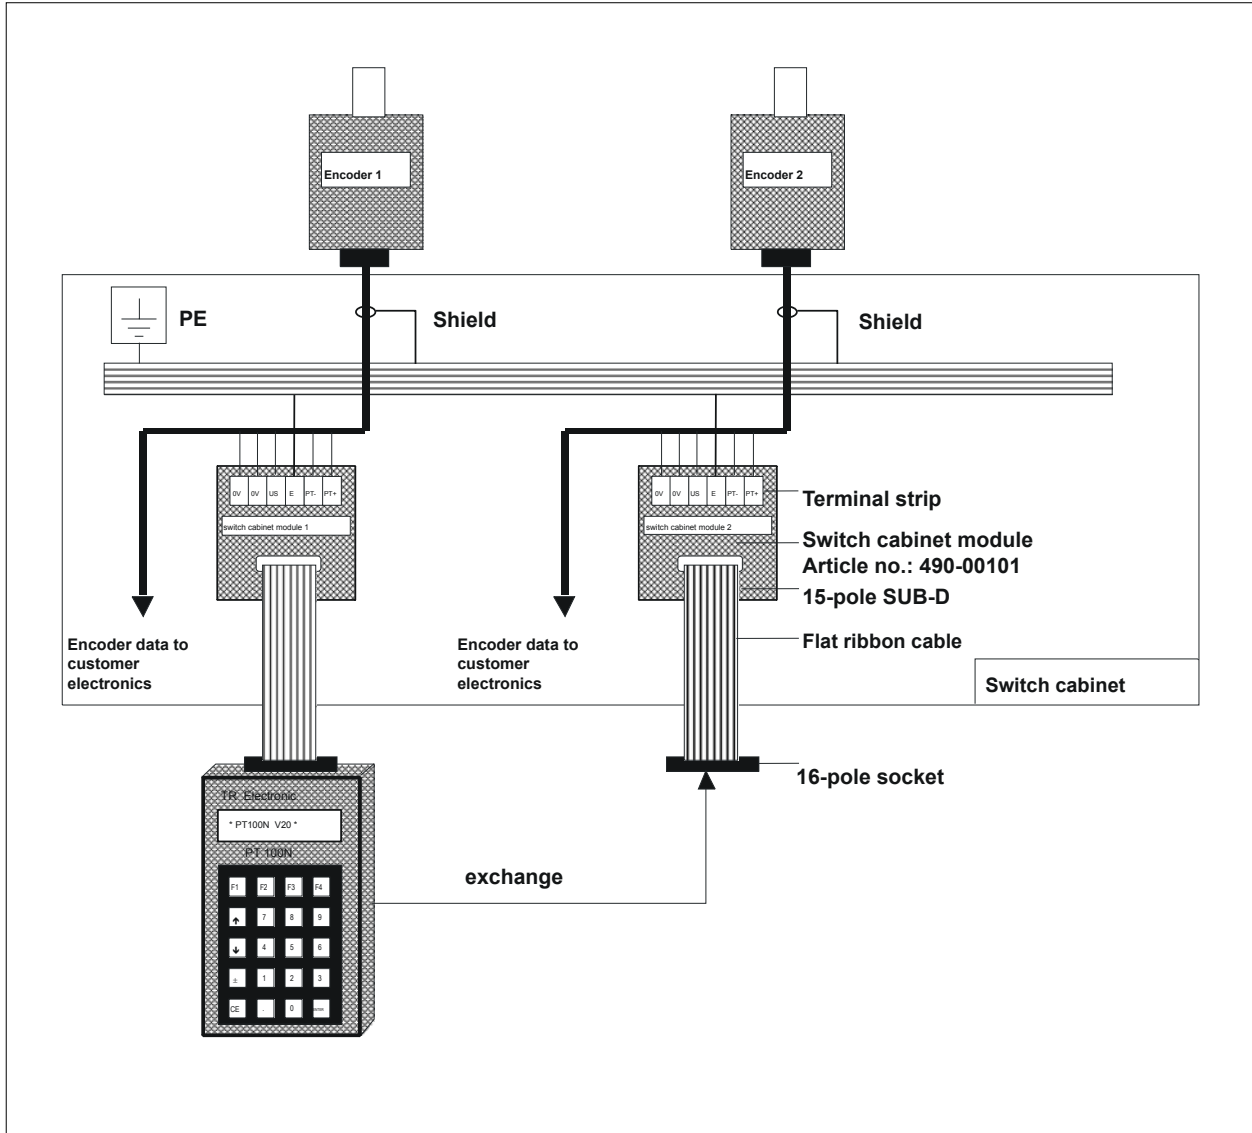 Encoder 1
Encoder 2
PE
Shield
Shield
0V 0V US E PT- PT+
0V 0V US E PT- PT+
Terminal strip
switch cabinet module 1
switch cabinet module 2
Switch cabinet module
Article no.: 490-00101
15-pole SUB-D
Flat ribbon cable
Encoder data to
customer
electronics
Encoder data to
customer
electronics
Switch cabinet
16-pole socket
TR Electronic
* PT100N V20 *
PT 100N
exchange
F1 F2 F3 F4
↑ 7 8 9
↓ 4 5 6
± 1 2 3
CE . 0